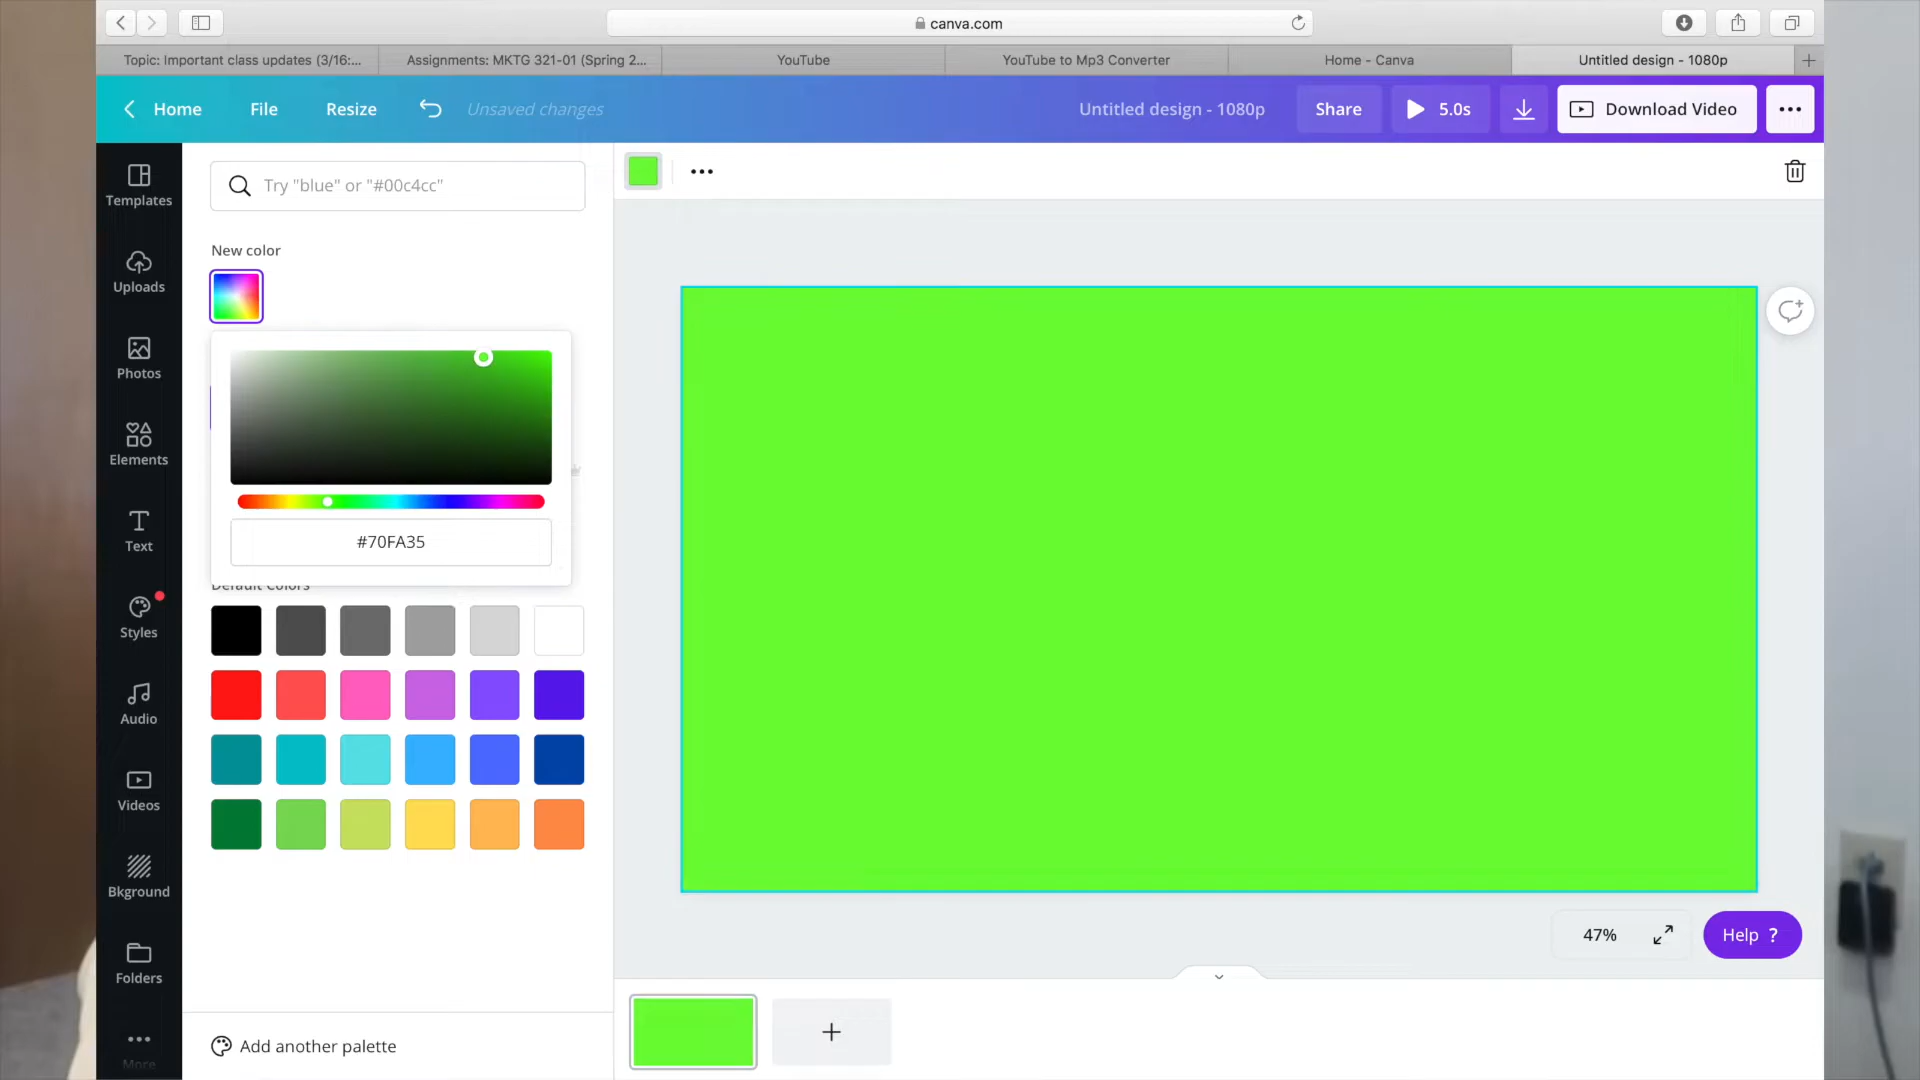 canva.com
Topic: Important class updates (3/16:...
Assignments: MKTG 321-01 (Spring 2...
YouTube
YouTube to Mp3 Converter
Home - Canva
Untitled design - 1080p
Home
File
Resize
Unsaved changes
Untitled design - 1080p
Share
5.0s
Download Video
Templates
Uploads
Photos
Elements
Text
Styles
Audio
Videos
Bkground
Folders
More
Try "blue" or "#00c4cc"
New color
#70FA35
Default Colors
Add another palette
47%
Help ?